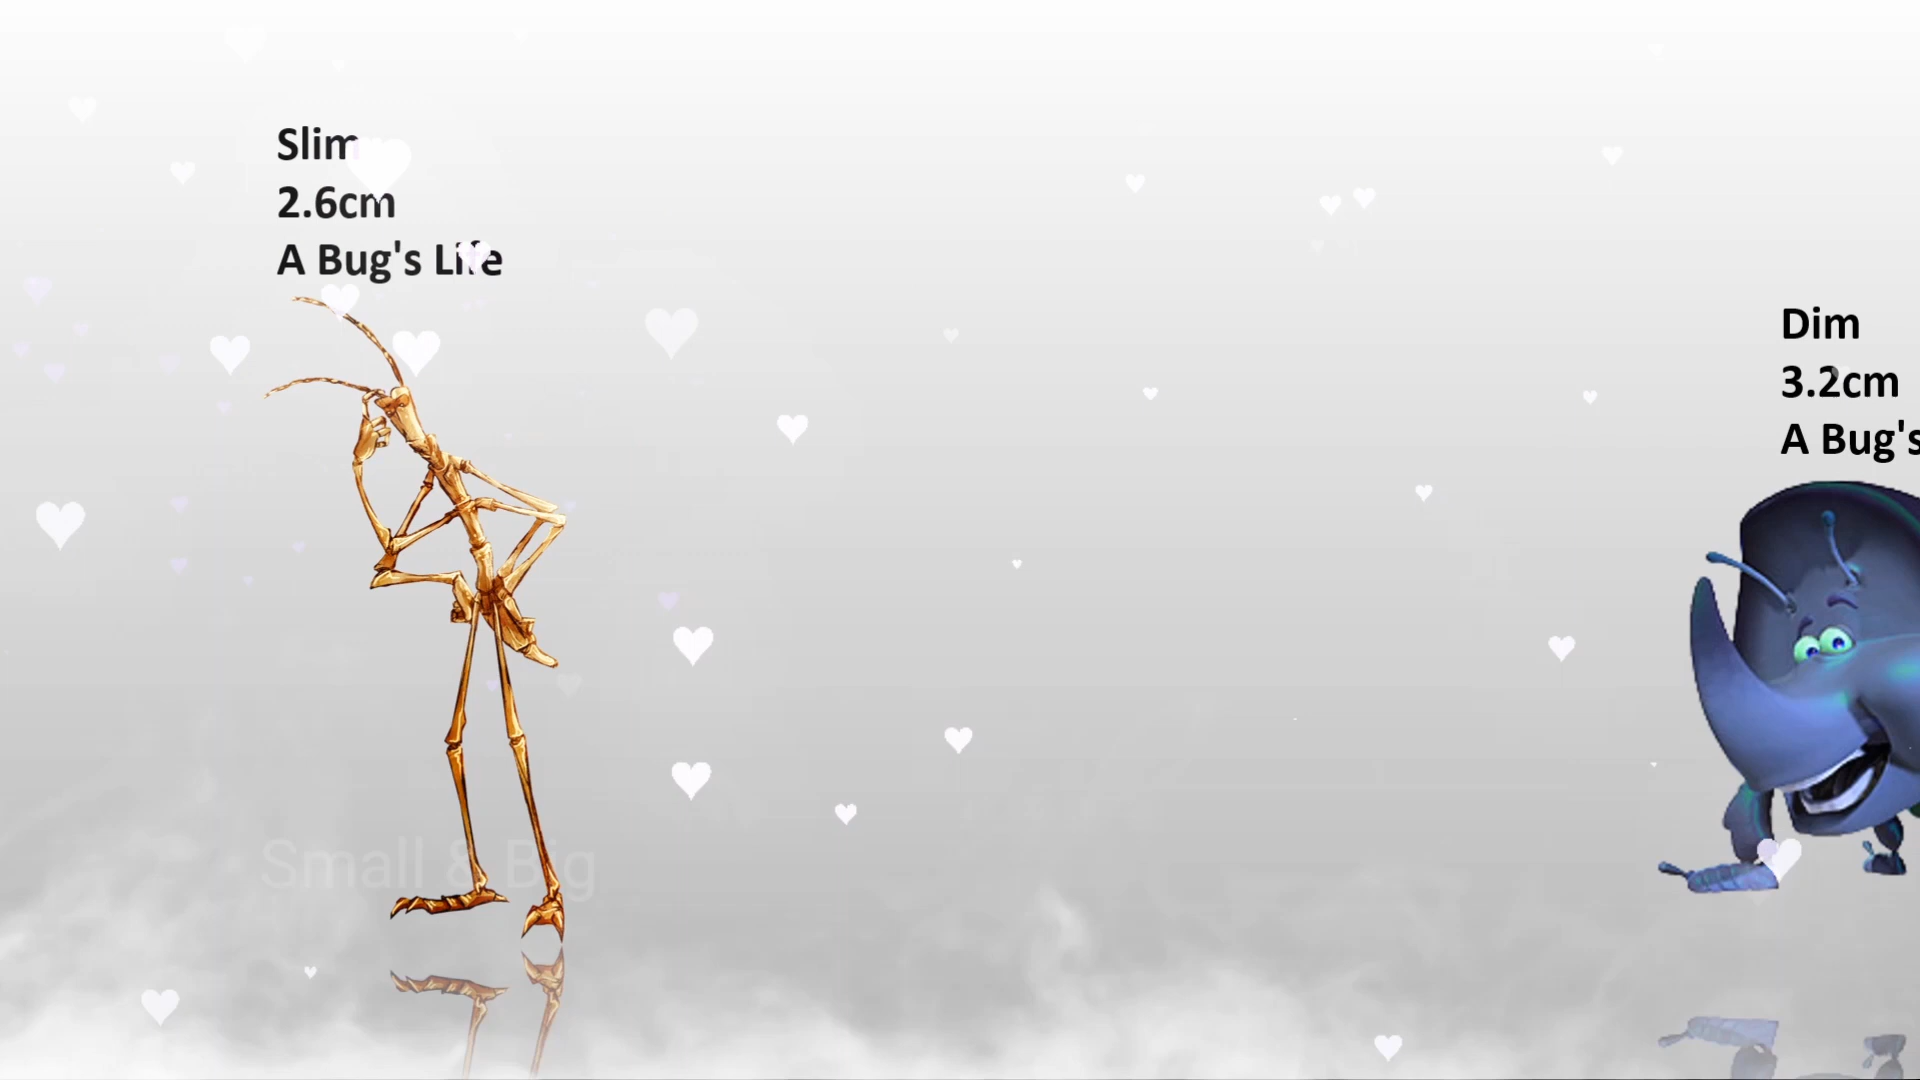 Slim
2.6cm
A Bug's Life
Dim
3.2cm
A Bug's
Small & Big